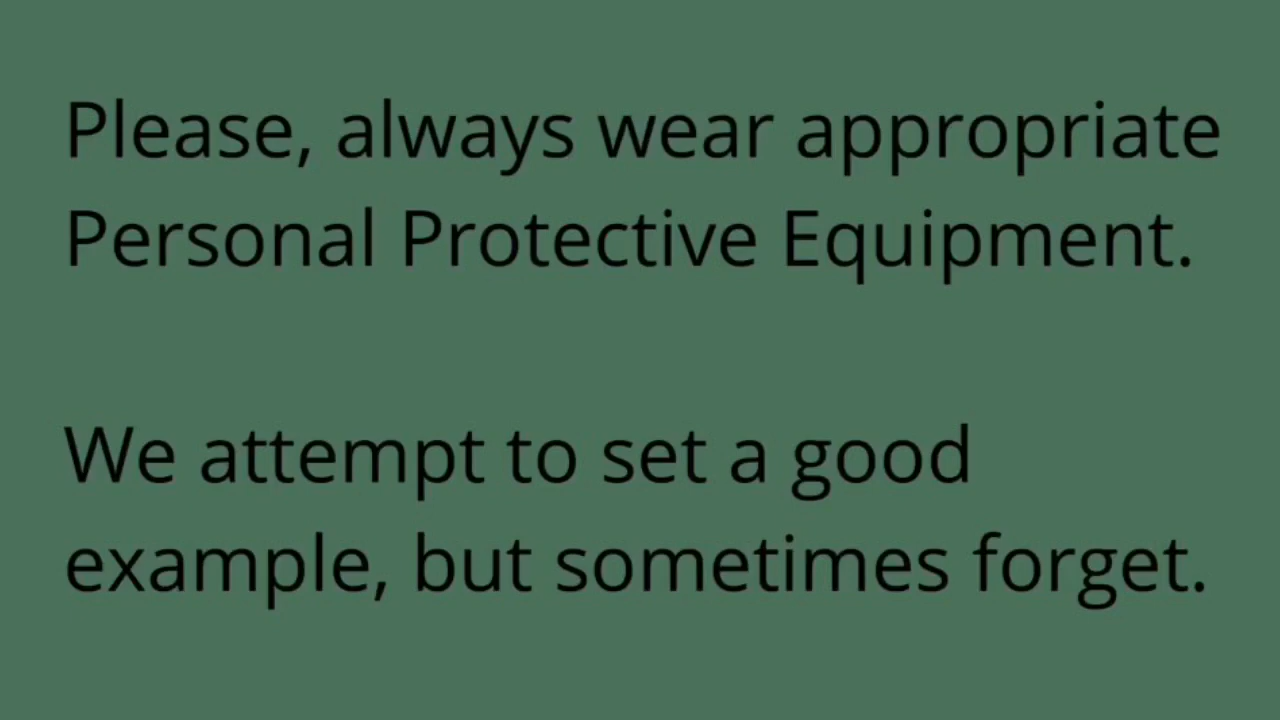 Please, always wear appropriate
Personal Protective Equipment.
We attempt to set a good
example, but sometimes forget.